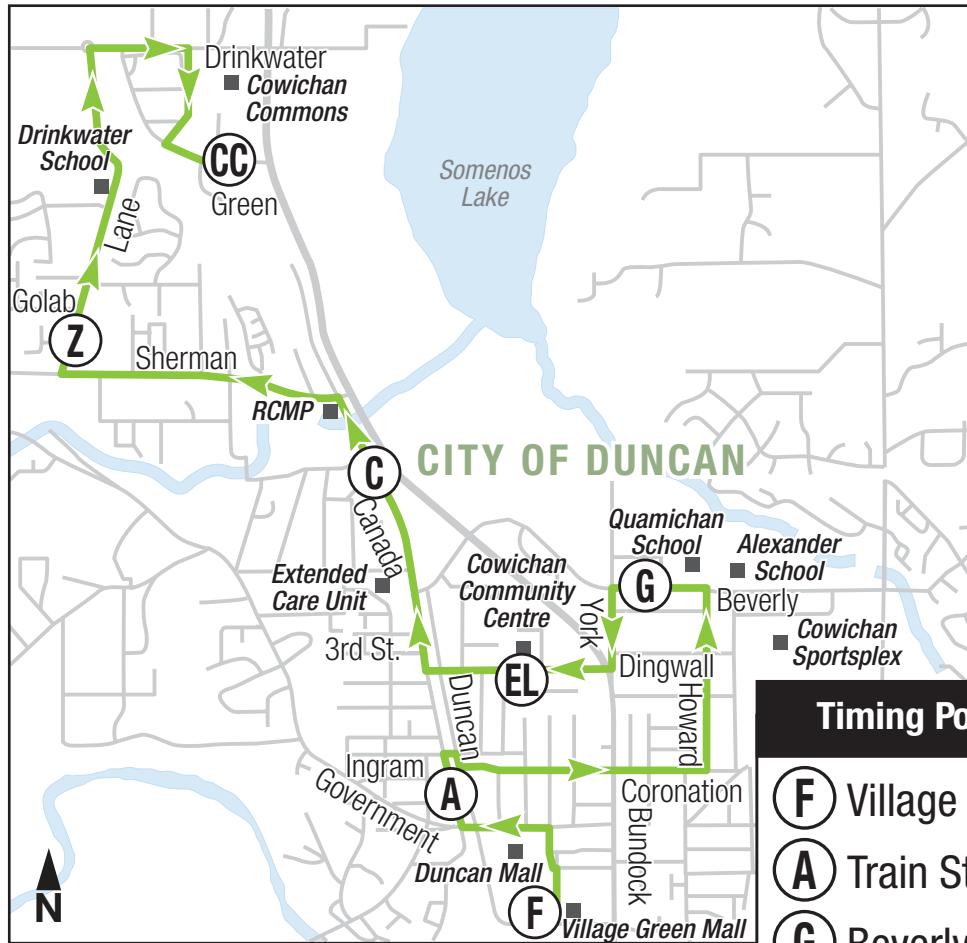 Drinkwater
Cowichan
Commons
Drinkwater
School
CC
Green
Somenos
Lake
Lane
Golab
Z
Sherman
RCMP
C
CITY OF DUNCAN
Canada
Quamichan
School
Alexander
School
Extended
Care Unit
Cowichan
Community
Centre
G
Beverly
York
Cowichan
Sportsplex
3rd St.
EL
Dingwall
Duncan
Howard
Ingram
A
Government
Coronation
Bundock
Duncan Mall
F
Village Green Mall
N
Timing Po
F Village
A Train St
G Beverly